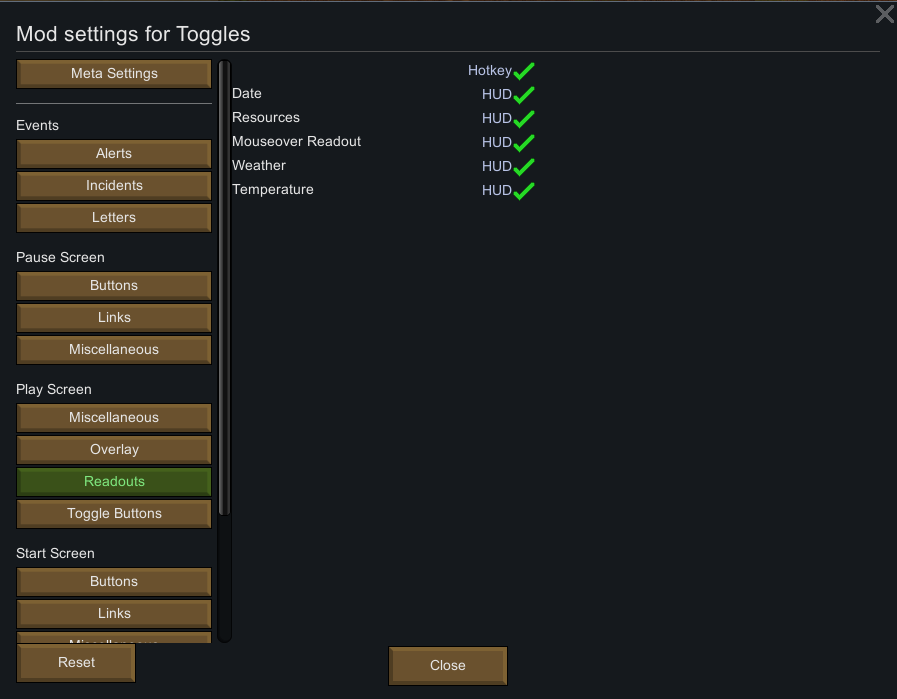 Mod settings for Toggles
Meta Settings
Events
Alerts
Incidents
Letters
Pause Screen
Buttons
Links
Miscellaneous
Play Screen
Miscellaneous
Overlay
Readouts
Toggle Buttons
Start Screen
Buttons
Links
Miscellaneous
Reset
Hotkey
Date HUD
Resources HUD
Mouseover Readout HUD
Weather HUD
Temperature HUD
Close